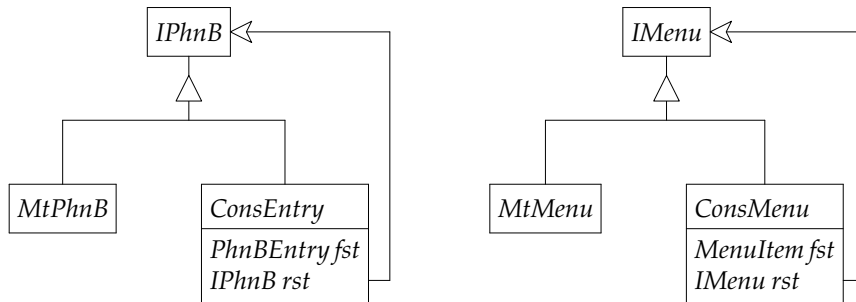 IPhnB
MtPhnB
ConsEntry
PhnBEntry fst
IPhnB rst
IMenu
MtMenu
ConsMenu
MenuItem fst
IMenu rst